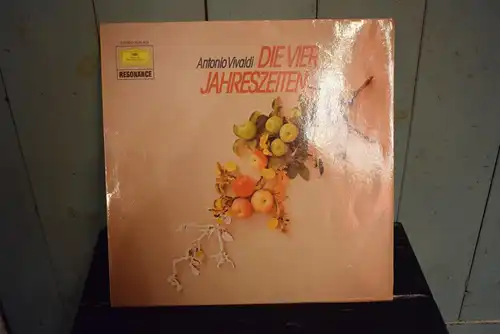 RESONANCE
Antonio Vivaldi DIE VIER
JAHRESZEITEN